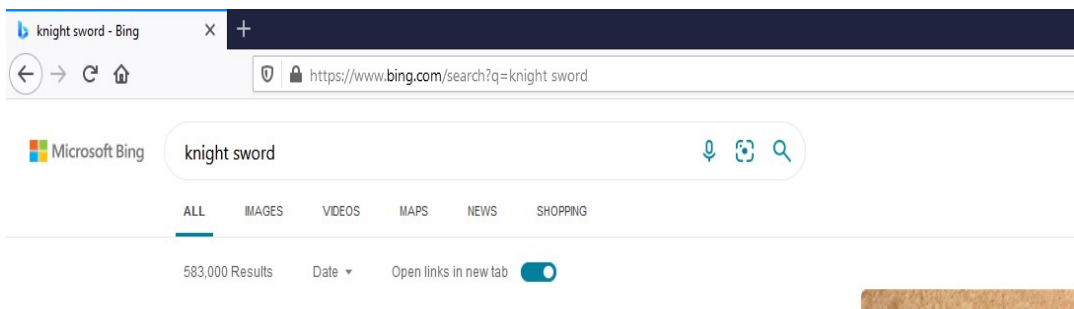 knight sword - Bing
https://www.bing.com/search?q=knight sword
Microsoft Bing knight sword
ALL IMAGES VIDEOS MAPS NEWS SHOPPING
583,000 Results Date Open links in new tab